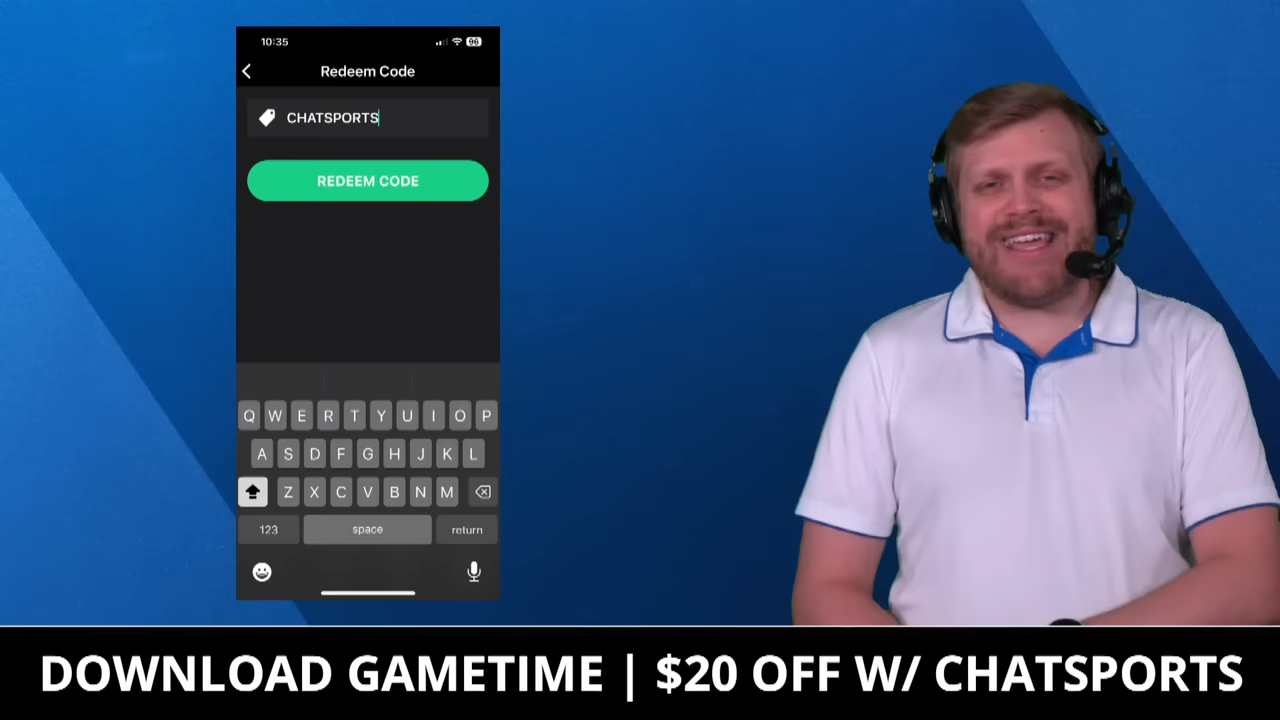 10:35
96
Redeem Code
CHATSPORTS
REDEEM CODE
Q W E R T Y U I O P
A S D F G H J K L
Z X C V B N M
123 space return
DOWNLOAD GAMETIME | $20 OFF W/ CHATSPORTS